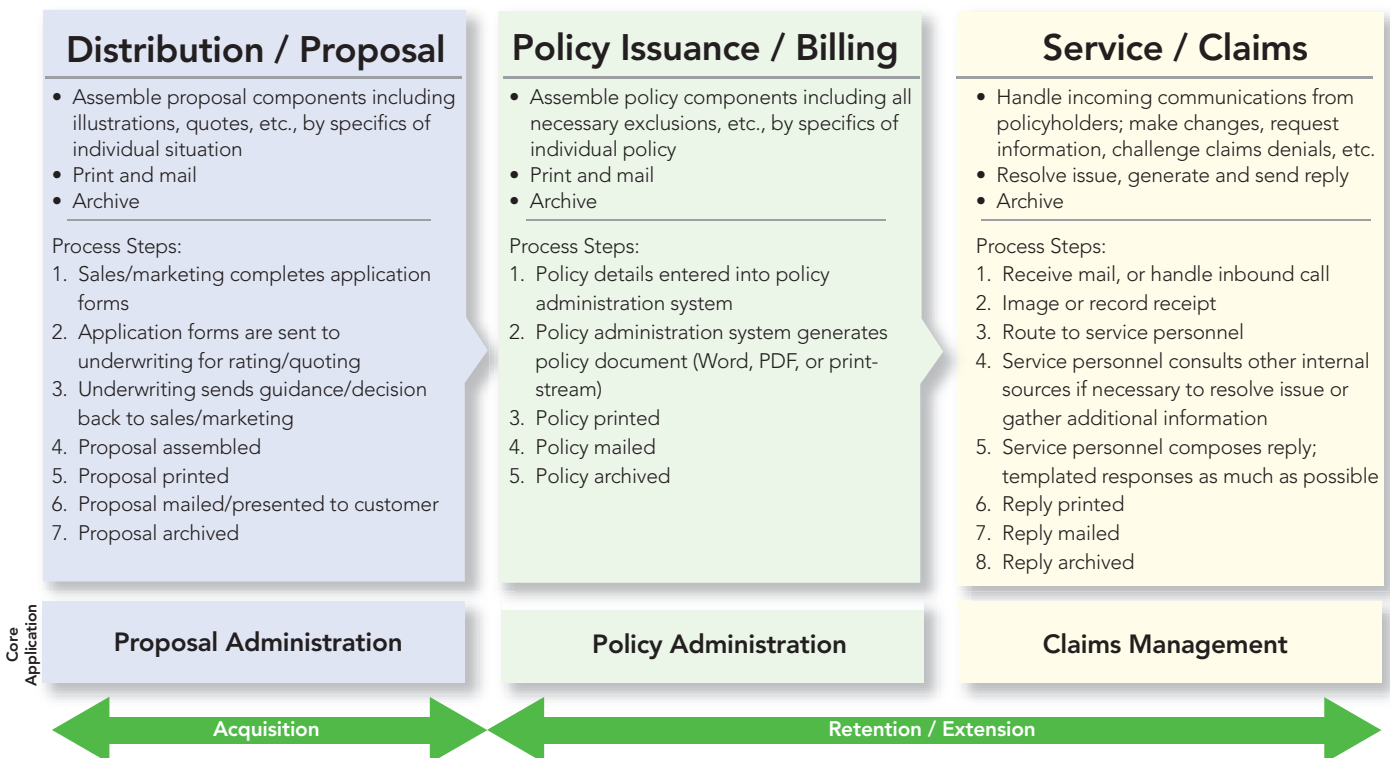 Distribution / Proposal
• Assemble proposal components including
illustrations, quotes, etc., by specifics of
individual situation
• Print and mail
• Archive
Process Steps:
1. Sales/marketing completes application
forms
2. Application forms are sent to
underwriting for rating/quoting
3. Underwriting sends guidance/decision
back to sales/marketing
4. Proposal assembled
5. Proposal printed
6. Proposal mailed/presented to customer
7. Proposal archived
Policy Issuance / Billing
• Assemble policy components including all
necessary exclusions, etc., by specifics of
individual policy
• Print and mail
• Archive
Process Steps:
1. Policy details entered into policy
administration system
2. Policy administration system generates
policy document (Word, PDF, or print-
stream)
3. Policy printed
4. Policy mailed
5. Policy archived
Service / Claims
• Handle incoming communications from
policyholders; make changes, request
information, challenge claims denials, etc.
• Resolve issue, generate and send reply
• Archive
Process Steps:
1. Receive mail, or handle inbound call
2. Image or record receipt
3. Route to service personnel
4. Service personnel consults other internal
sources if necessary to resolve issue or
gather additional information
5. Service personnel composes reply;
templated responses as much as possible
6. Reply printed
7. Reply mailed
8. Reply archived
Core
Application
Proposal Administration
Policy Administration
Claims Management
Acquisition
Retention / Extension